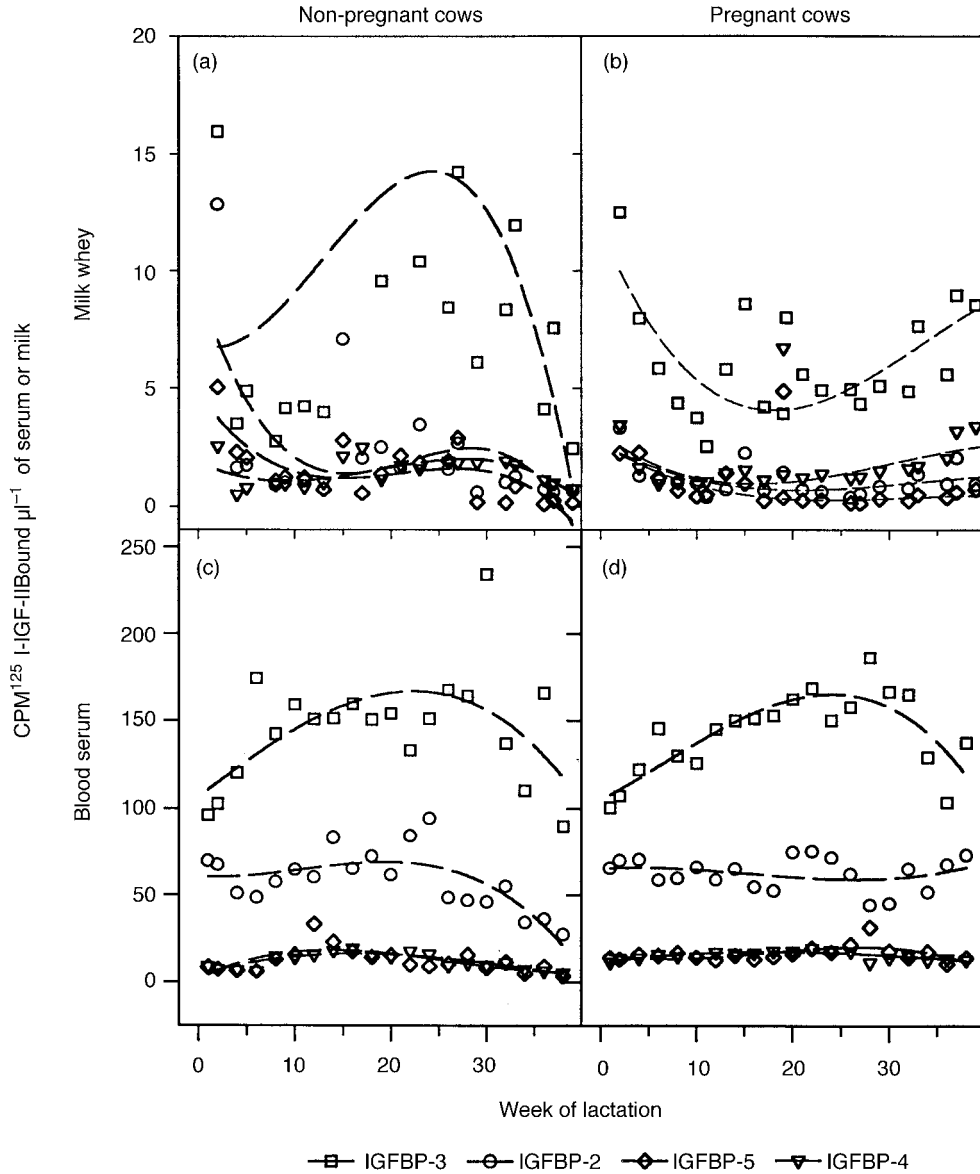 Non-pregnant cows
Pregnant cows
20
15
10
5
0
(a)
(b)
Milk whey
CPM¹²⁵ I-IGF-IIBound µl⁻¹ of serum or milk
250
200
150
100
50
0
(c)
(d)
Blood serum
0 10 20 30
0 10 20 30
Week of lactation
IGFBP-3 IGFBP-2 IGFBP-5 IGFBP-4